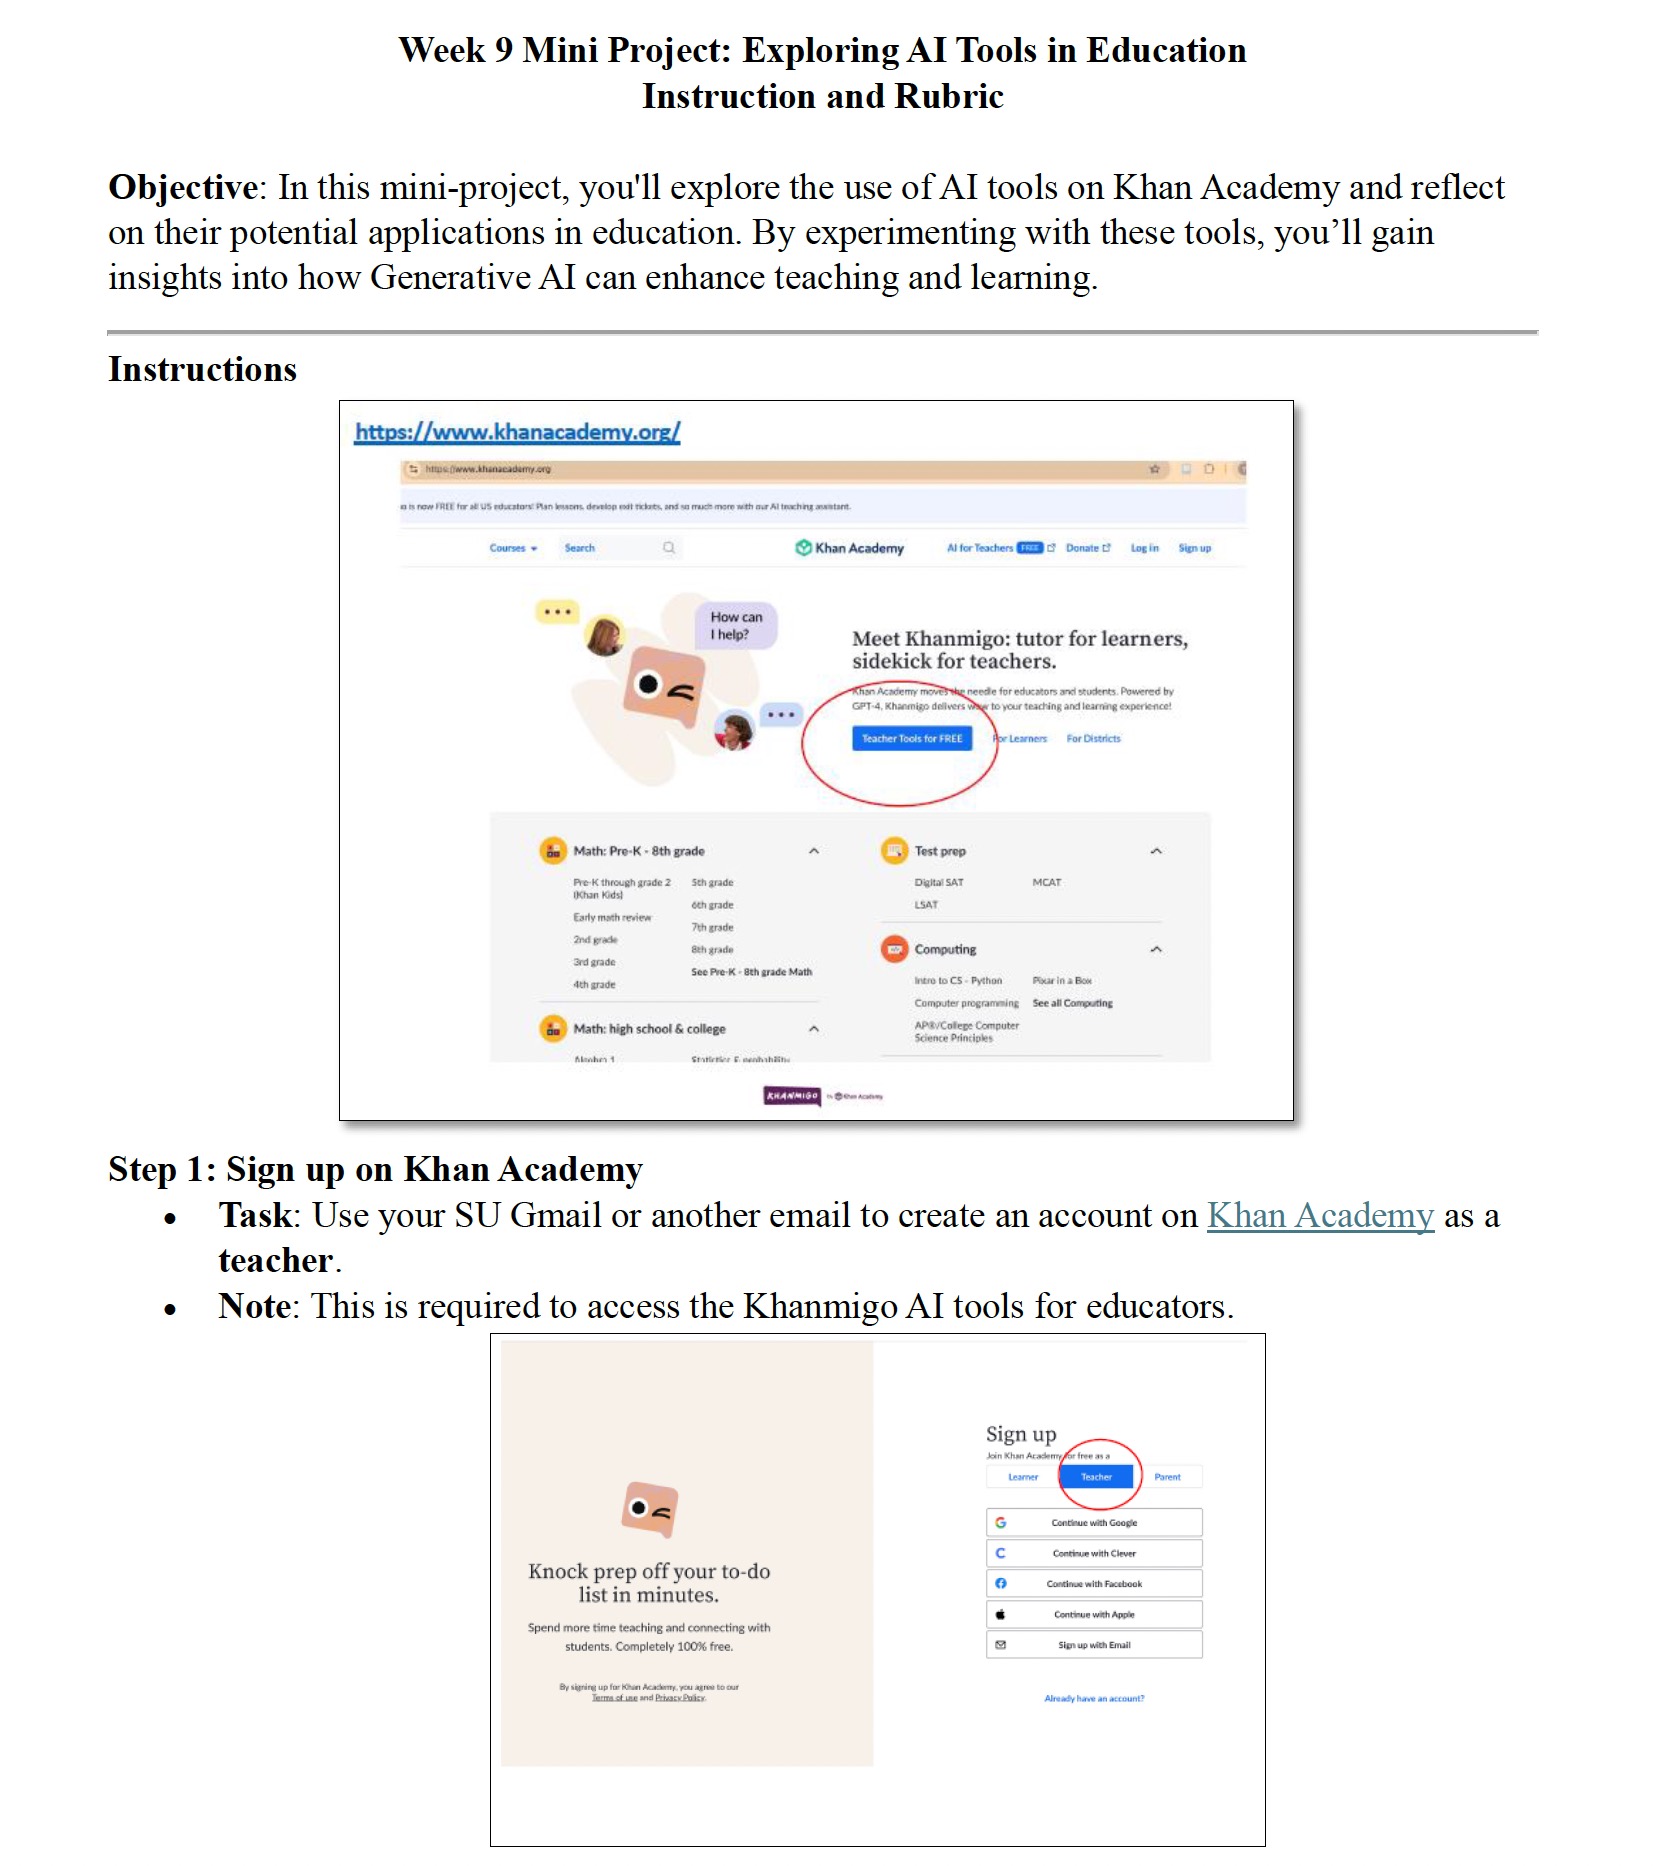 Week 9 Mini Project: Exploring AI Tools in Education
Instruction and Rubric
Objective: In this mini-project, you'll explore the use of AI tools on Khan Academy and reflect
on their potential applications in education. By experimenting with these tools, you’ll gain
insights into how Generative AI can enhance teaching and learning.
Instructions
https://www.khanacademy.org/
https://www.khanacademy.org
is now FREE for all US educators! Plan lessons, develop exit tickets, and so much more with our AI teaching assistant.
Courses Search Khan Academy AI for Teachers FREE Donate Log in Sign up
How can
I help?
Meet Khanmigo: tutor for learners,
sidekick for teachers.
Khan Academy moves the needle for educators and students. Powered by
GPT-4, Khanmigo delivers wow to your teaching and learning experience!
Teacher Tools for FREE For Learners For Districts
Math: Pre-K - 8th grade
Pre-K through grade 2
(Khan Kids)
Early math review
2nd grade
3rd grade
4th grade
5th grade
6th grade
7th grade
8th grade
See Pre-K - 8th grade Math
Math: high school & college
Algebra 1 Statistics & probability
Test prep
Digital SAT MCAT
LSAT
Computing
Intro to CS - Python Pixar in a Box
Computer programming See all Computing
AP®/College Computer
Science Principles
KHANMIGO by Khan Academy
Step 1: Sign up on Khan Academy
• Task: Use your SU Gmail or another email to create an account on Khan Academy as a
teacher.
• Note: This is required to access the Khanmigo AI tools for educators.
Knock prep off your to-do
list in minutes.
Spend more time teaching and connecting with
students. Completely 100% free.
By signing up for Khan Academy, you agree to our
Terms of use and Privacy Policy.
Sign up
Join Khan Academy for free as a
Learner Teacher Parent
Continue with Google
Continue with Clever
Continue with Facebook
Continue with Apple
Sign up with Email
Already have an account?